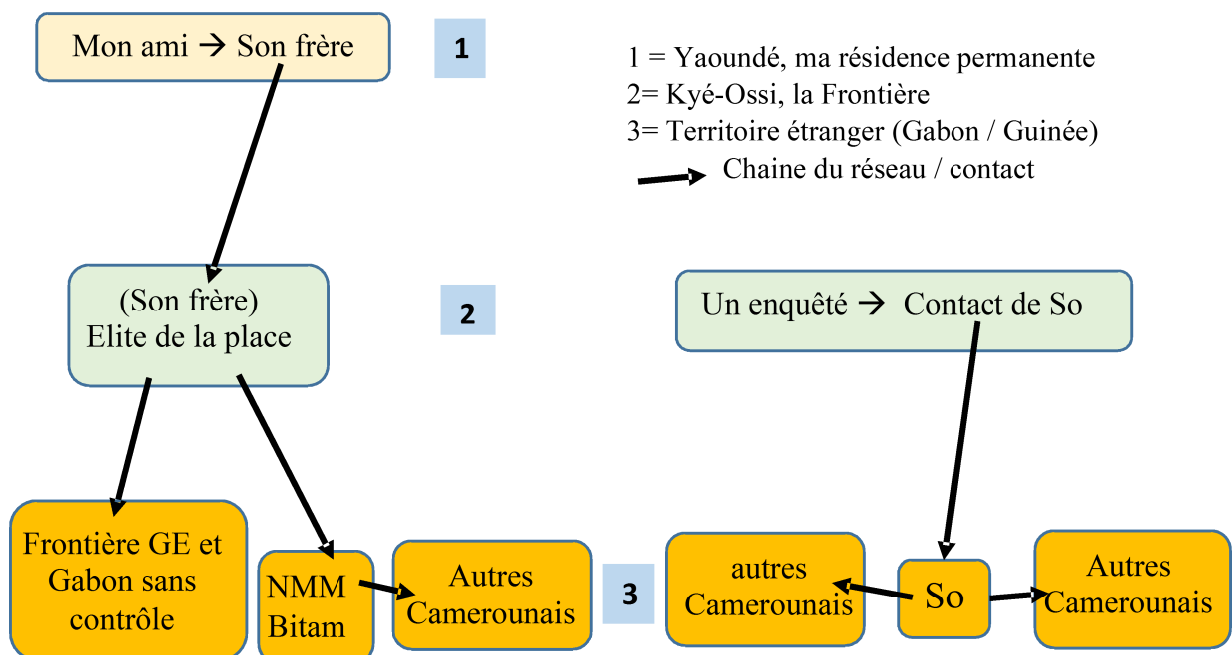 Mon ami → Son frère
1
1 = Yaoundé, ma résidence permanente
2= Kyé-Ossi, la Frontière
3= Territoire étranger (Gabon / Guinée)
Chaine du réseau / contact
(Son frère)
Elite de la place
2
Un enquêté → Contact de So
Frontière GE et
Gabon sans
contrôle
NMM
Bitam
Autres
Camerounais
3
autres
Camerounais
So
Autres
Camerounais